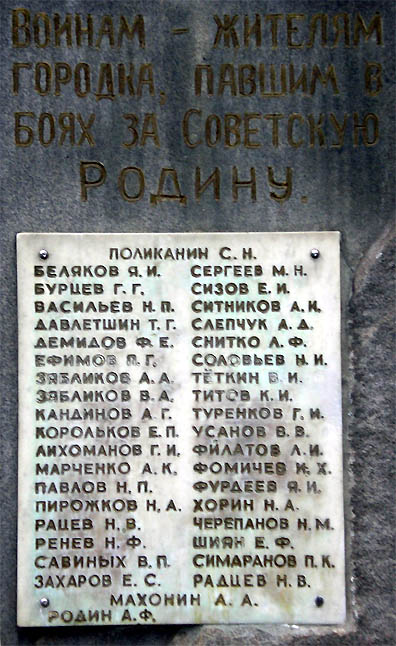 Воинам – жителям
городка, павшим в
боях за Советскую
Родину.
ПОЛИКАНИН С. Н.
БЕЛЯКОВ Я. И. СЕРГЕЕВ М. Н.
БУРЦЕВ Г. Г. СИЗОВ Е. И.
ВАСИЛЬЕВ Н. П. СИТНИКОВ А. И.
ДАВЛЕТШИН Т. Г. СЛЕПЧУК А. Д.
ДЕМИДОВ Ф. Е. СНИТКО Л. Ф.
ЕФИМОВ П. Г. СОЛОВЬЕВ Н. И.
ЗЯБЛИКОВ А. А. ТЁТКИН В. И.
ЗЯБЛИКОВ В. А. ТИТОВ К. И.
КАНДИНОВ А. Г. ТУРЕНКОВ Г. И.
КОРОЛЬКОВ Е. П. УСАНОВ В. В.
ЛИХОМАНОВ Г. И. ФИЛАТОВ Л. И.
МАРЧЕНКО А. К. ФОМИЧЕВ И. Х.
ПАВЛОВ Н. П. ФУРДЕЕВ Я. И.
ПИРОЖКОВ Н. А. ХОРИН Н. А.
РАЦЕВ Н. В. ЧЕРЕПАНОВ Н. М.
РЕНЕВ Н. Ф. ШИЯН Е. Ф.
САВИНЫХ В. П. СИМАРАНОВ П. К.
ЗАХАРОВ Е. С. РАДЦЕВ Н. В.
МАХОНИН А. А.
РОДИН А. Ф.